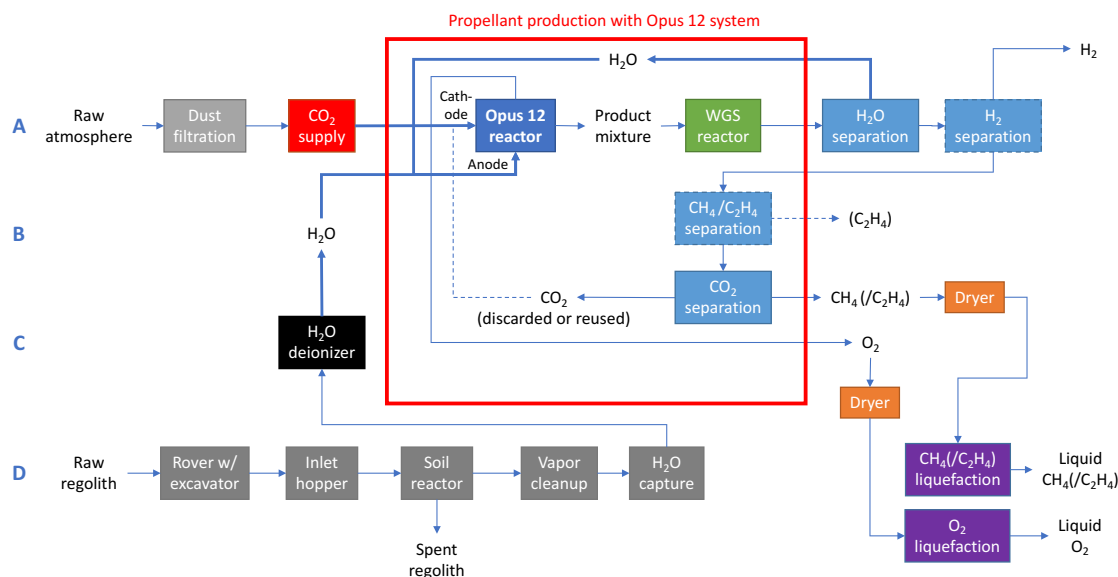 Propellant production with Opus 12 system
H₂O
H₂
A
Raw
atmosphere
Dust
filtration
CO₂
supply
Cath-
ode
Anode
Opus 12
reactor
Product
mixture
WGS
reactor
H₂O
separation
H₂
separation
B
H₂O
CH₄/C₂H₄
separation
(C₂H₄)
CO₂
(discarded or reused)
CO₂
separation
CH₄(/C₂H₄)
Dryer
C
H₂O
deionizer
O₂
Dryer
D
Raw
regolith
Rover w/
excavator
Inlet
hopper
Soil
reactor
Vapor
cleanup
H₂O
capture
Spent
regolith
CH₄(/C₂H₄)
liquefaction
Liquid
CH₄(/C₂H₄)
O₂
liquefaction
Liquid
O₂